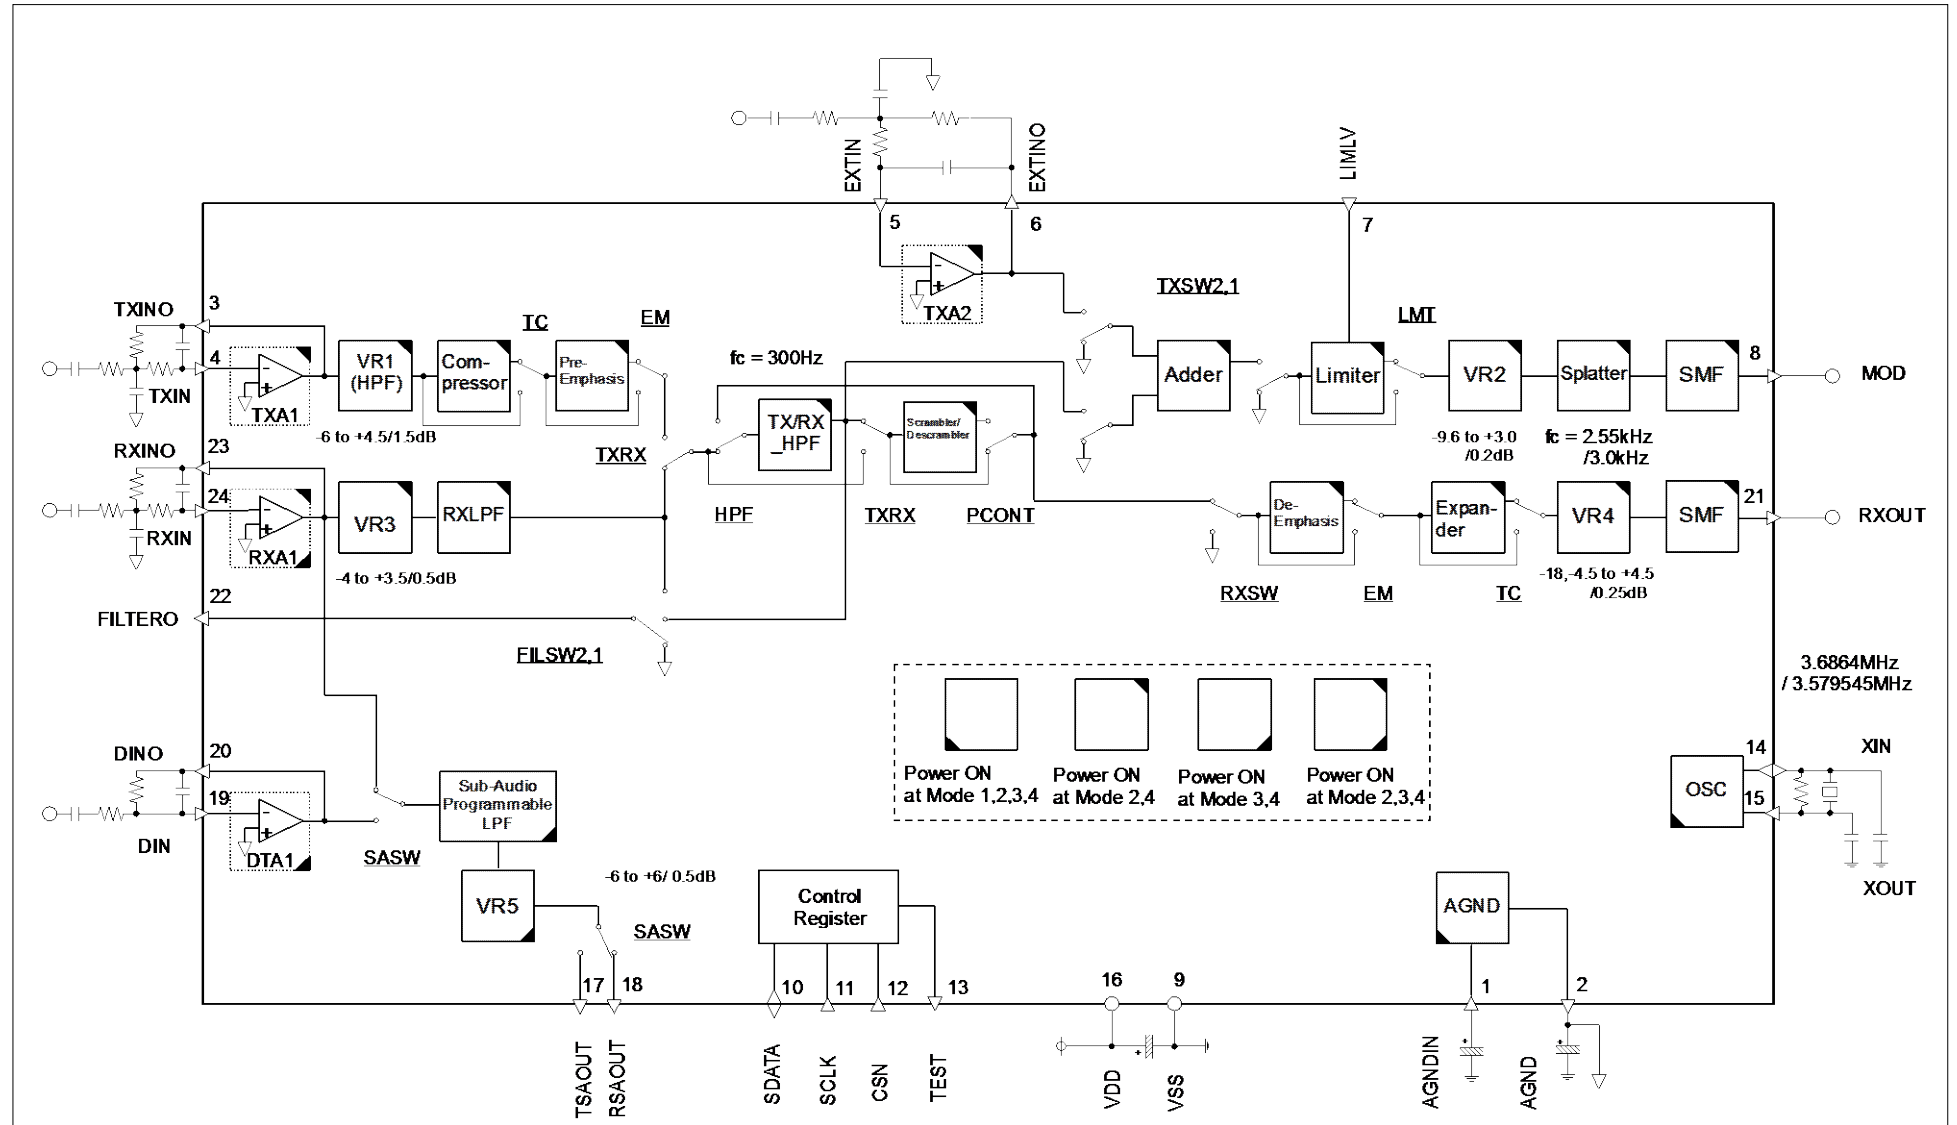 EXTIN
EXTINO
LIMLV
5
6
7
-
+
TXA2
TXSW2,1
LMT
TXINO
3
4
TXIN
-
+
TXA1
VR1
(HPF)
-6 to +4.5/1.5dB
TC
Com-
pressor
EM
Pre-
Emphasis
fc = 300Hz
TX/RX
_HPF
Scrambler/
Descrambler
Adder
Limiter
VR2
-9.6 to +3.0
/0.2dB
Splatter
fc = 2.55kHz
/3.0kHz
SMF
8
MOD
RXINO
23
24
RXIN
-
+
RXA1
VR3
-4 to +3.5/0.5dB
RXLPF
TXRX
HPF
TXRX
PCONT
RXSW
De-
Emphasis
EM
Expan-
der
TC
VR4
-18,-4.5 to +4.5
/0.25dB
SMF
21
RXOUT
FILTERO
22
FILSW2,1
Power ON
at Mode 1,2,3,4
Power ON
at Mode 2,4
Power ON
at Mode 3,4
Power ON
at Mode 2,3,4
3.6864MHz
/ 3.579545MHz
OSC
14
15
XIN
XOUT
DINO
20
19
DIN
-
+
DTA1
SASW
Sub-Audio
Programmable
LPF
VR5
-6 to +6/ 0.5dB
SASW
17
18
TSAOUT
RSAOUT
Control
Register
10
11
12
13
SDATA
SCLK
CSN
TEST
16
9
+
VDD
VSS
AGND
1
2
+
+
AGNDIN
AGND